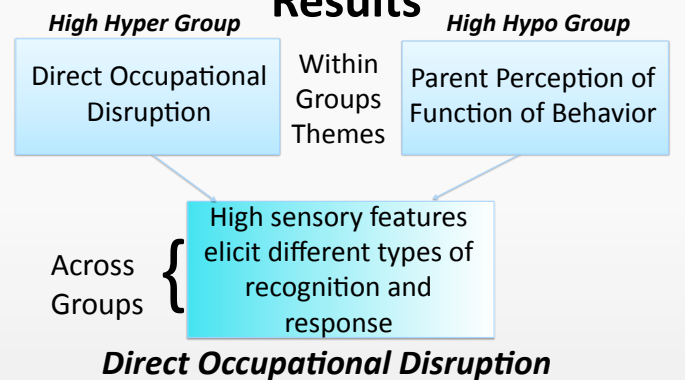 Results
High Hyper Group
High Hypo Group
Direct Occupational
Disruption
Within
Groups
Themes
Parent Perception of
Function of Behavior
High sensory features
elicit different types of
recognition and
response
Across
Groups
{
Direct Occupational Disruption